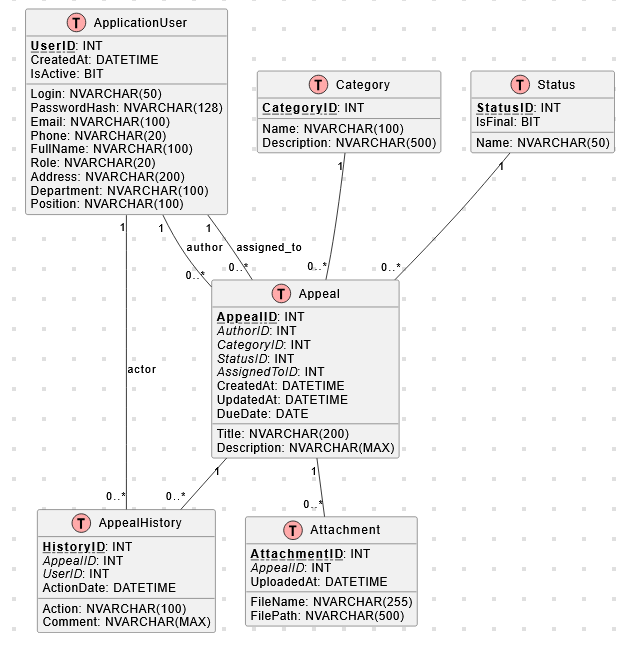 T ApplicationUser
UserID: INT
CreatedAt: DATETIME
IsActive: BIT
Login: NVARCHAR(50)
PasswordHash: NVARCHAR(128)
Email: NVARCHAR(100)
Phone: NVARCHAR(20)
FullName: NVARCHAR(100)
Role: NVARCHAR(20)
Address: NVARCHAR(200)
Department: NVARCHAR(100)
Position: NVARCHAR(100)
T Category
CategoryID: INT
Name: NVARCHAR(100)
Description: NVARCHAR(500)
T Status
StatusID: INT
IsFinal: BIT
Name: NVARCHAR(50)
1
1
1
1
1
author
assigned_to
0..*
0..*
0..*
0..*
T Appeal
AppealID: INT
AuthorID: INT
CategoryID: INT
StatusID: INT
AssignedToID: INT
CreatedAt: DATETIME
UpdatedAt: DATETIME
DueDate: DATE
Title: NVARCHAR(200)
Description: NVARCHAR(MAX)
actor
1
1
0..*
0..*
0..*
T AppealHistory
HistoryID: INT
AppealID: INT
UserID: INT
ActionDate: DATETIME
Action: NVARCHAR(100)
Comment: NVARCHAR(MAX)
T Attachment
AttachmentID: INT
AppealID: INT
UploadedAt: DATETIME
FileName: NVARCHAR(255)
FilePath: NVARCHAR(500)